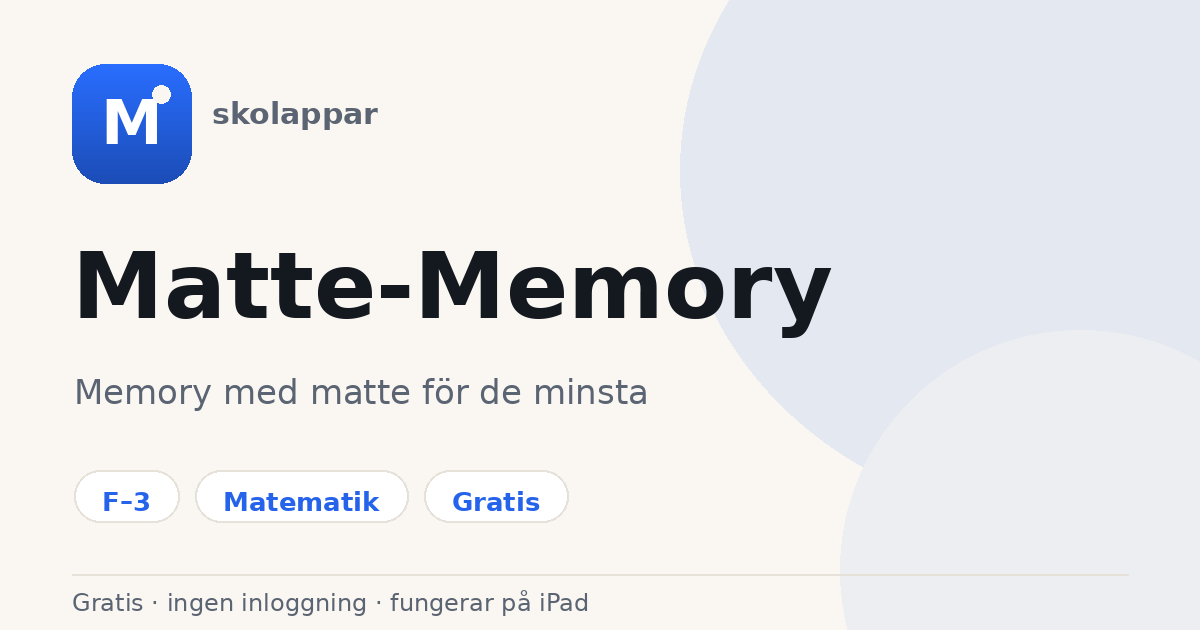 M
skolappar
Matte-Memory
Memory med matte för de minsta
F–3 Matematik Gratis
Gratis · ingen inloggning · fungerar på iPad